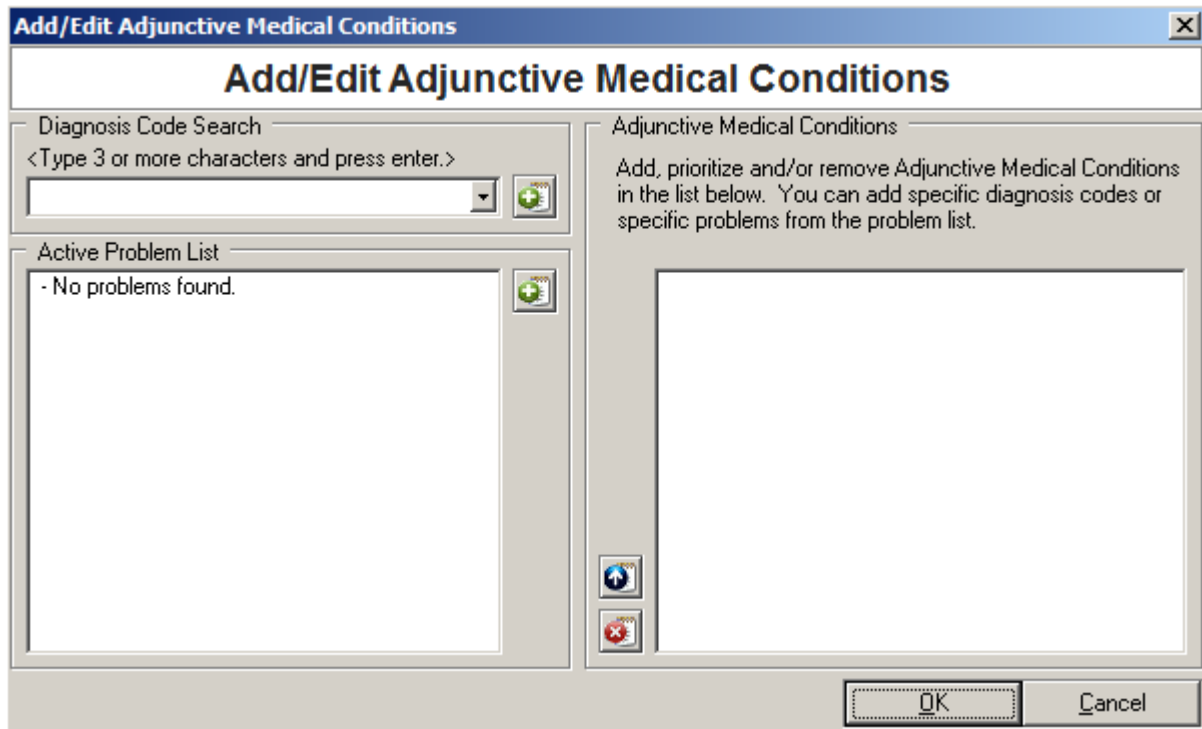 Add/Edit Adjunctive Medical Conditions
Add/Edit Adjunctive Medical Conditions
Diagnosis Code Search
<Type 3 or more characters and press enter.>
Active Problem List
- No problems found.
Adjunctive Medical Conditions
Add, prioritize and/or remove Adjunctive Medical Conditions
in the list below. You can add specific diagnosis codes or
specific problems from the problem list.
OK
Cancel